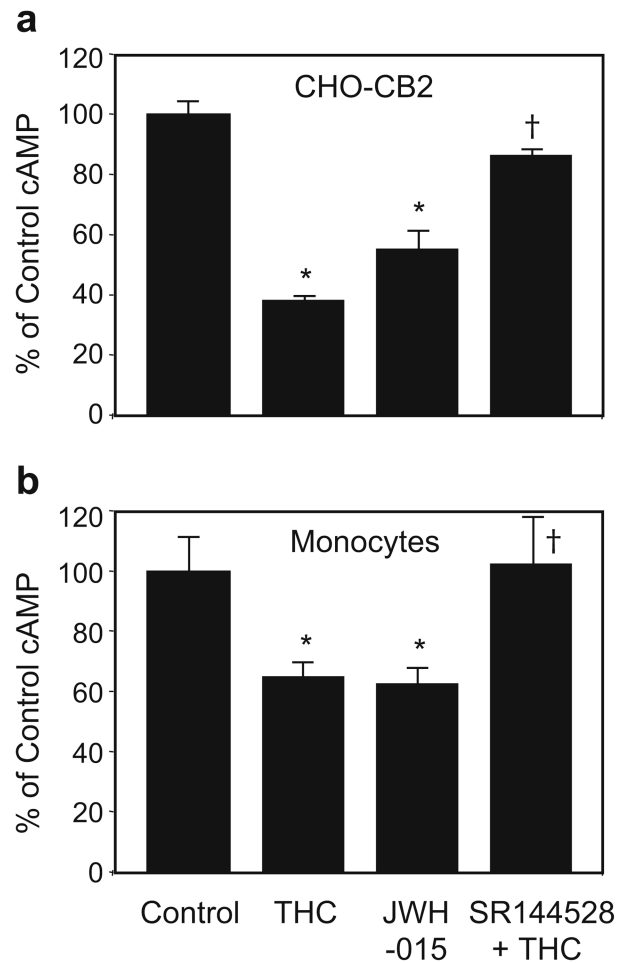 a
% of Control cAMP
120
100
80
60
40
20
0
CHO-CB2
*
*
†
b
% of Control cAMP
120
100
80
60
40
20
0
Monocytes
*
*
†
Control
THC
JWH
-015
SR144528
+ THC